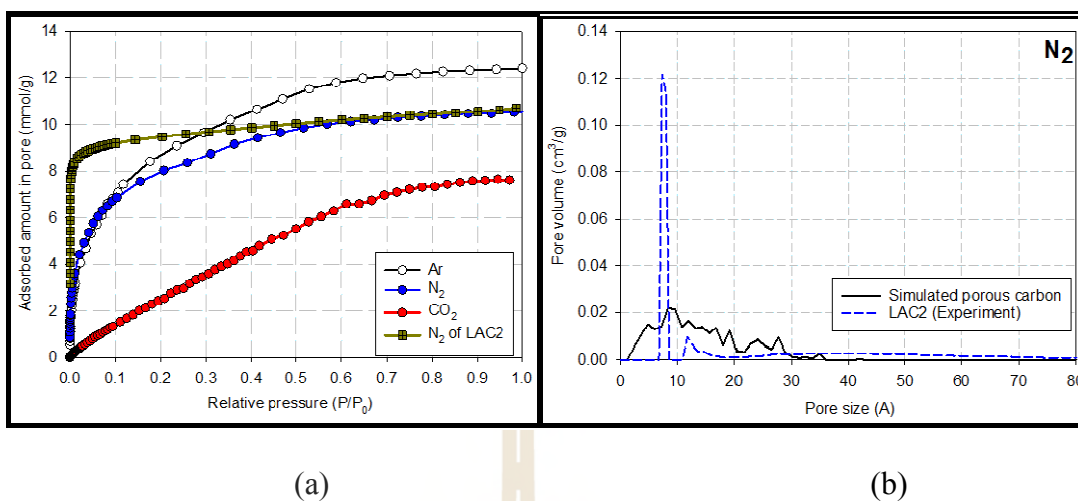 Adsorbed amount in pore (mmol/g)
14
12
10
8
6
4
2
0
0.0 0.1 0.2 0.3 0.4 0.5 0.6 0.7 0.8 0.9 1.0
Relative pressure (P/P₀)
Ar
N₂
CO₂
N₂ of LAC2
(a)
N₂
Pore volume (cm³/g)
0.14
0.12
0.10
0.08
0.06
0.04
0.02
0.00
0 10 20 30 40 50 60 70 80
Pore size (A)
Simulated porous carbon
LAC2 (Experiment)
(b)